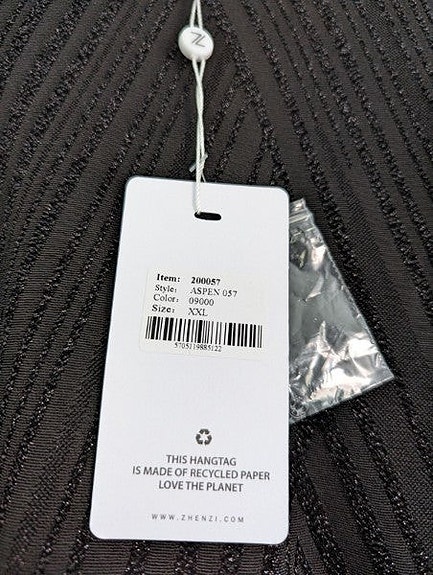 Z
Item: 200057
Style: ASPEN 057
Color: 09000
Size: XXL
5705119885122
THIS HANGTAG
IS MADE OF RECYCLED PAPER
LOVE THE PLANET
WWW.ZHENZI.COM